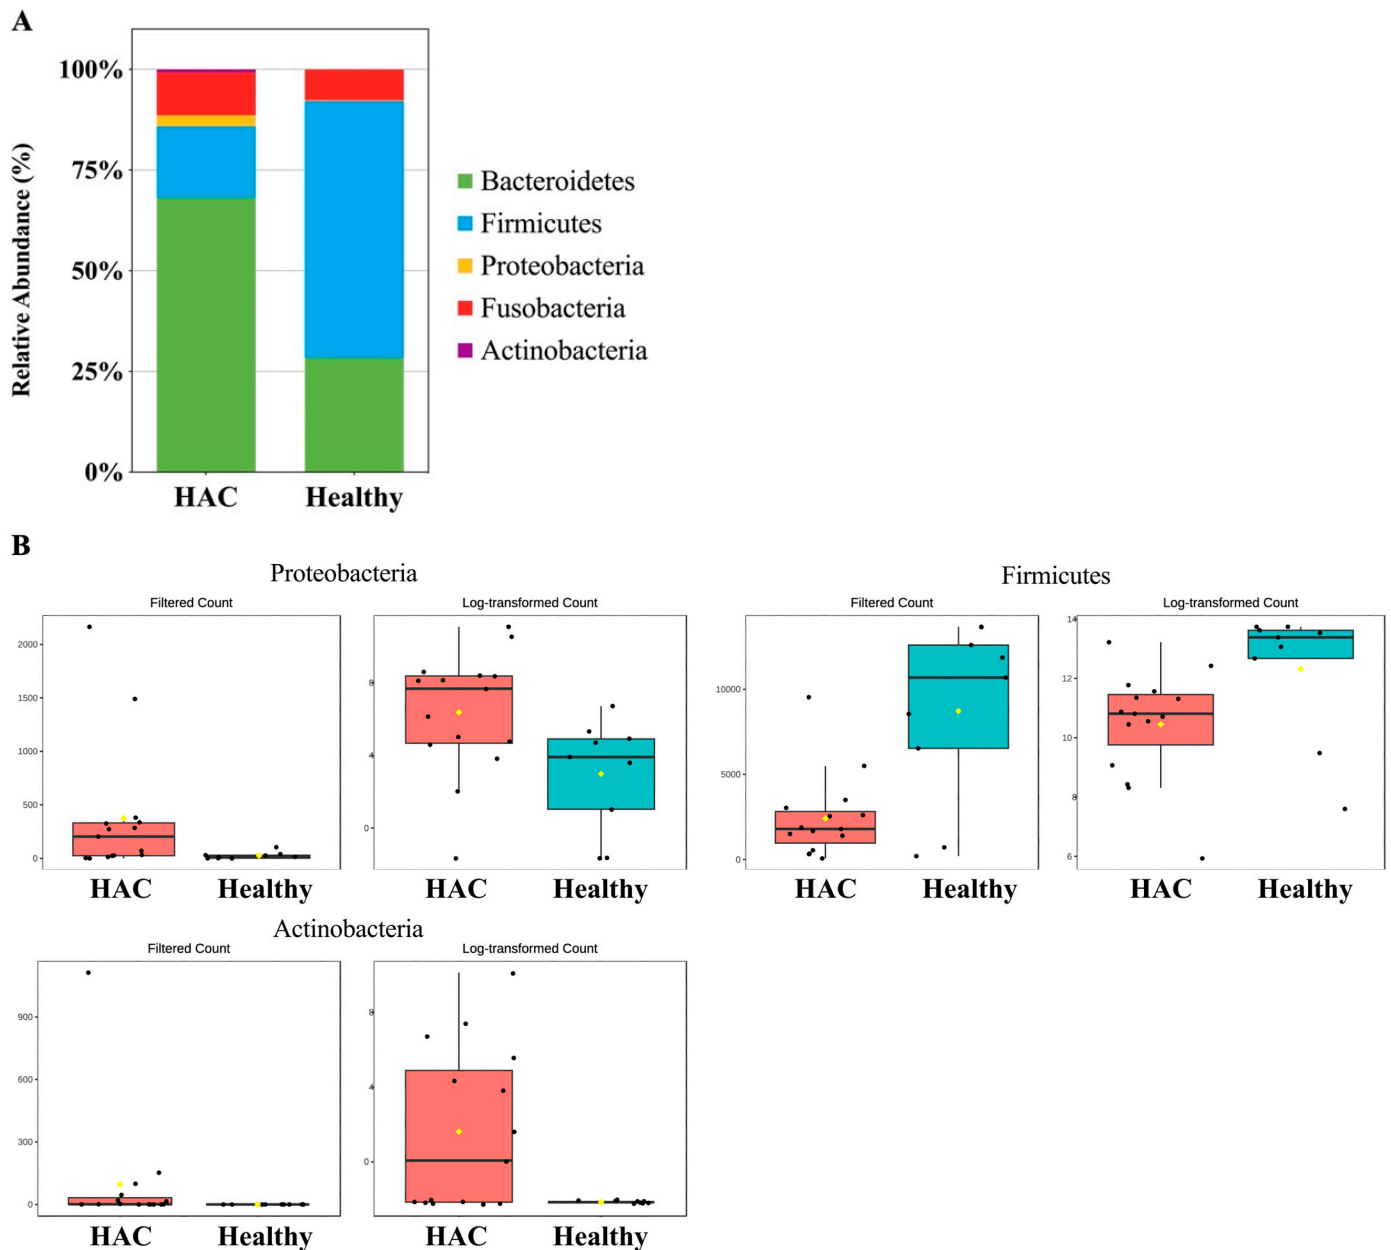 A
100%
75%
50%
25%
0%
Relative Abundance (%)
HAC Healthy
Bacteroidetes
Firmicutes
Proteobacteria
Fusobacteria
Actinobacteria
B
Proteobacteria
Filtered Count
2000
1500
1000
500
0
HAC Healthy
Log-transformed Count
8
4
0
HAC Healthy
Firmicutes
Filtered Count
10000
5000
0
HAC Healthy
Log-transformed Count
14
12
10
8
6
HAC Healthy
Actinobacteria
Filtered Count
900
600
300
0
HAC Healthy
Log-transformed Count
8
4
0
HAC Healthy